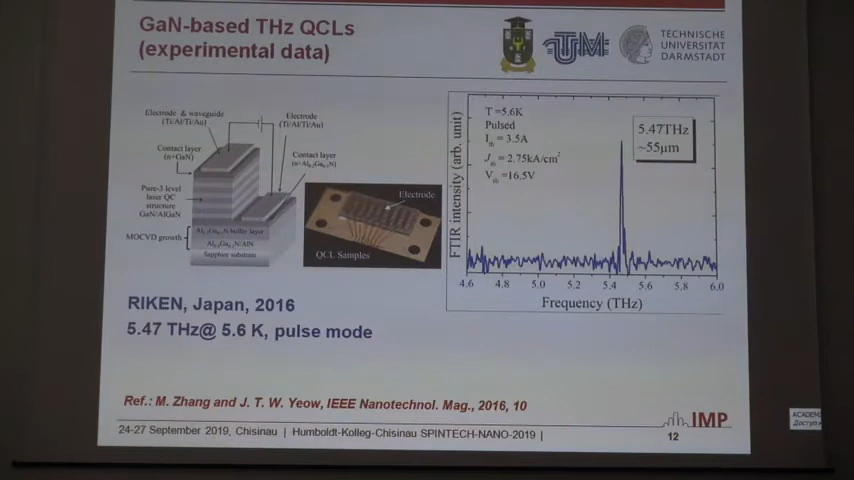 GaN-based THz QCLs
(experimental data)
TUM
TECHNISCHE
UNIVERSITÄT
DARMSTADT
Electrode & waveguide
(Ti/Al/Ti/Au)
Electrode
(Ti/Al/Ti/Au)
Contact layer
(n+GaN)
Contact layer
Pure-3 level
laser QC
structure
GaN/AlGaN
MOCVD growth
Sapphire substrate
Electrode
QCL Samples
FTIR intensity (arb. unit)
T =5.6K
Pulsed
I_th = 3.5A
J_th = 2.75kA/cm²
V_th =16.5V
5.47THz
~55μm
4.6 4.8 5.0 5.2 5.4 5.6 5.8 6.0
Frequency (THz)
RIKEN, Japan, 2016
5.47 THz@ 5.6 K, pulse mode
Ref.: M. Zhang and J. T. W. Yeow, IEEE Nanotechnol. Mag., 2016, 10
24-27 September 2019, Chisinau | Humboldt-Kolleg-Chisinau SPINTECH-NANO-2019 |
12
IMP